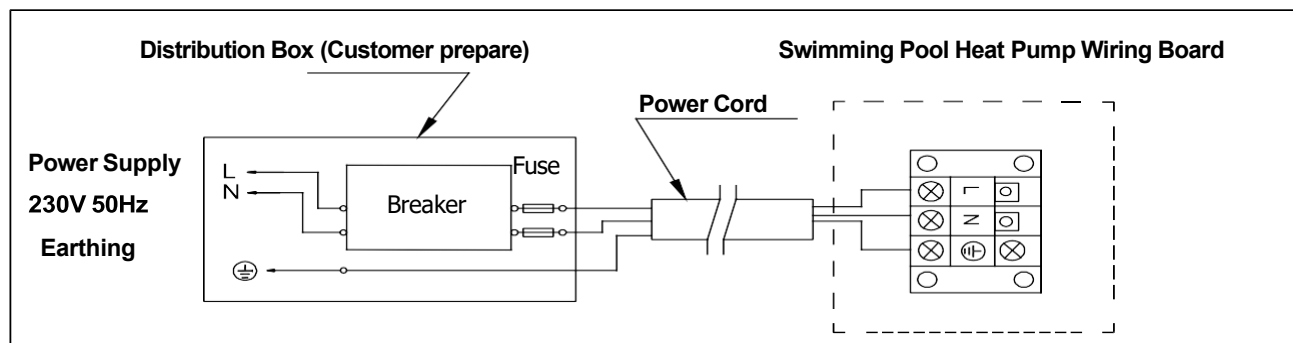 Distribution Box (Customer prepare)
Swimming Pool Heat Pump Wiring Board
Power Cord
Power Supply
230V 50Hz
Earthing
L
N
Breaker
Fuse
L
N